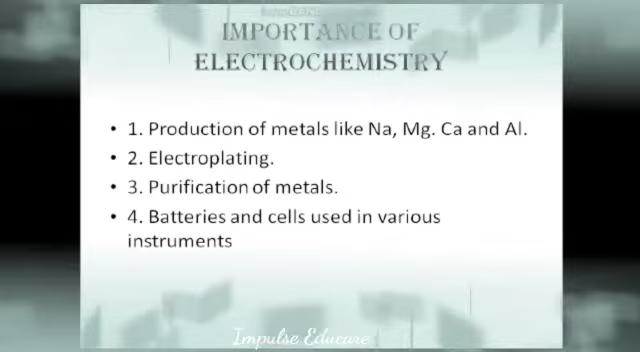 IMPORTANCE OF
ELECTROCHEMISTRY
• 1. Production of metals like Na, Mg. Ca and Al.
• 2. Electroplating.
• 3. Purification of metals.
• 4. Batteries and cells used in various
instruments
Impulse Educare